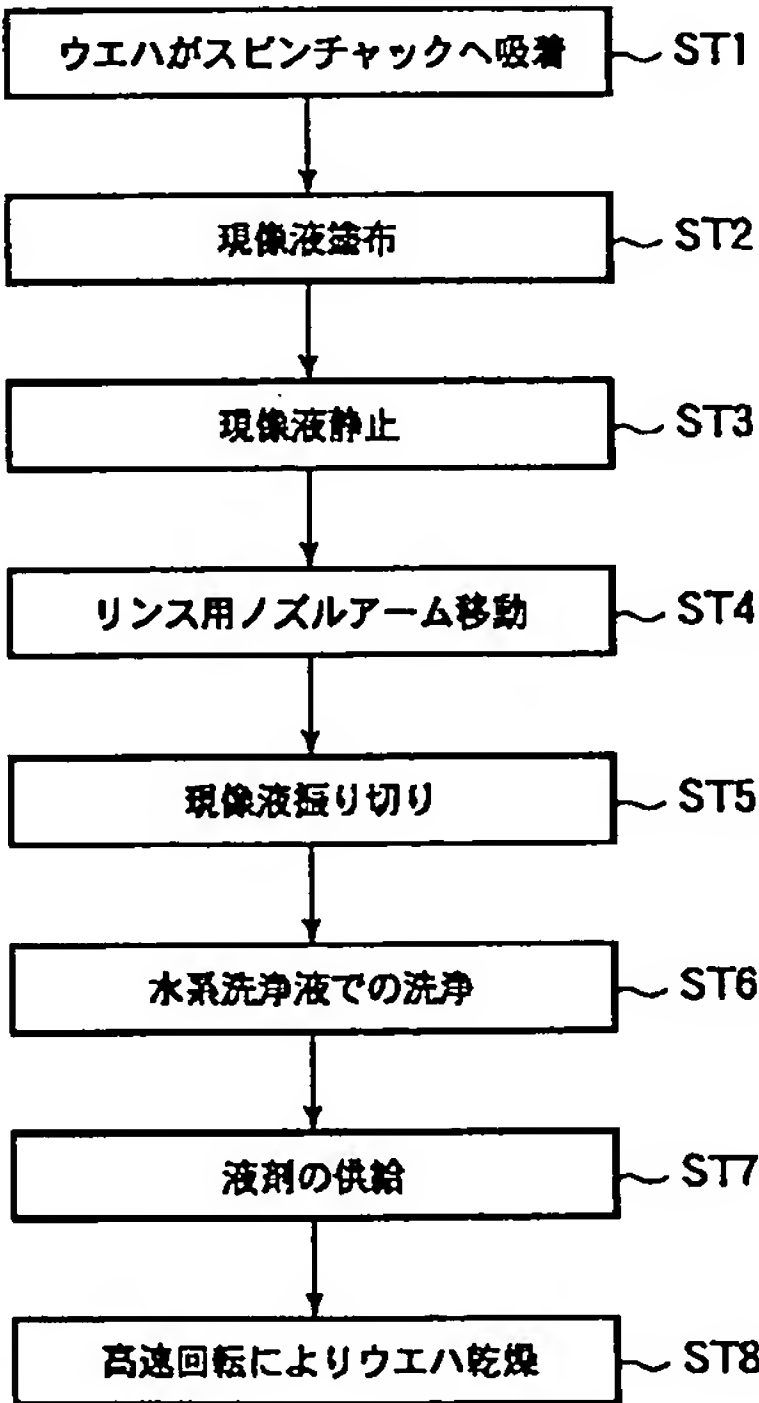 ウエハがスピンチャックへ吸着 ST1
現像液塗布 ST2
現像液静止 ST3
リンス用ノズルアーム移動 ST4
現像液振り切り ST5
水系洗浄液での洗浄 ST6
液剤の供給 ST7
高速回転によりウエハ乾燥 ST8